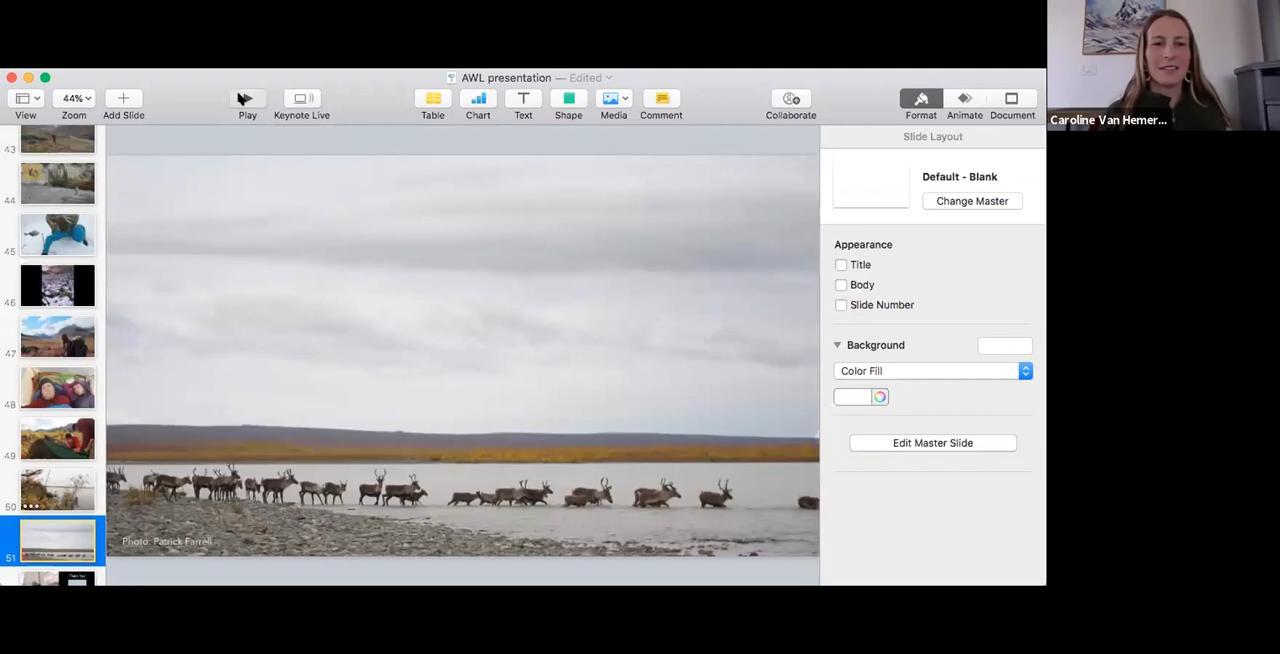 AWL presentation — Edited
View
44%
Zoom
Add Slide
Play
Keynote Live
Table
Chart
Text
Shape
Media
Comment
Collaborate
Format
Animate
Document
Caroline Van Hemer...
Slide Layout
Default - Blank
Change Master
Appearance
Title
Body
Slide Number
Background
Color Fill
Edit Master Slide
43
44
45
46
47
48
49
50
51
Photo: Patrick Farrell